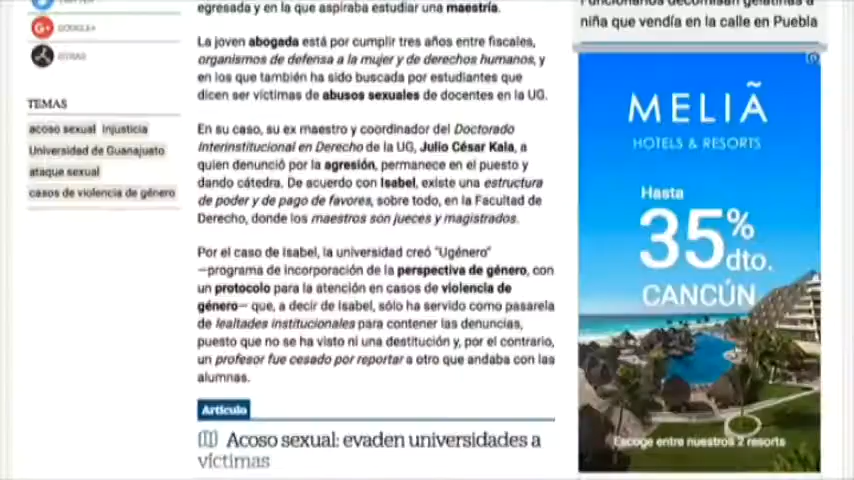 egresada y en la que aspiraba estudiar una maestría.
La joven abogada está por cumplir tres años entre fiscales,
organismos de defensa a la mujer y de derechos humanos, y
en los que también ha sido buscada por estudiantes que
dicen ser víctimas de abusos sexuales de docentes en la UG.
En su caso, su ex maestro y coordinador del Doctorado
Interinstitucional en Derecho de la UG, Julio César Kala, a
quien denunció por la agresión, permanece en el puesto y
dando cátedra. De acuerdo con Isabel, existe una estructura
de poder y de pago de favores, sobre todo, en la Facultad de
Derecho, donde los maestros son jueces y magistrados.
Por el caso de Isabel, la universidad creó "Ugénero"
—programa de incorporación de la perspectiva de género, con
un protocolo para la atención en casos de violencia de
género— que, a decir de Isabel, sólo ha servido como pasarela
de lealtades institucionales para contener las denuncias,
puesto que no se ha visto ni una destitución y, por el contrario,
un profesor fue cesado por reportar a otro que andaba con las
alumnas.
Artículo
Acoso sexual: evaden universidades a
víctimas
GOOGLE+
OTRAS
TEMAS
acoso sexual Injusticia
Universidad de Guanajuato
ataque sexual
casos de violencia de género
Funcionarios decomisan gelatinas a
niña que vendía en la calle en Puebla
MELIÃ
HOTELS & RESORTS
Hasta
35%
dto.
CANCÚN
Escoge entre nuestros 2 resorts